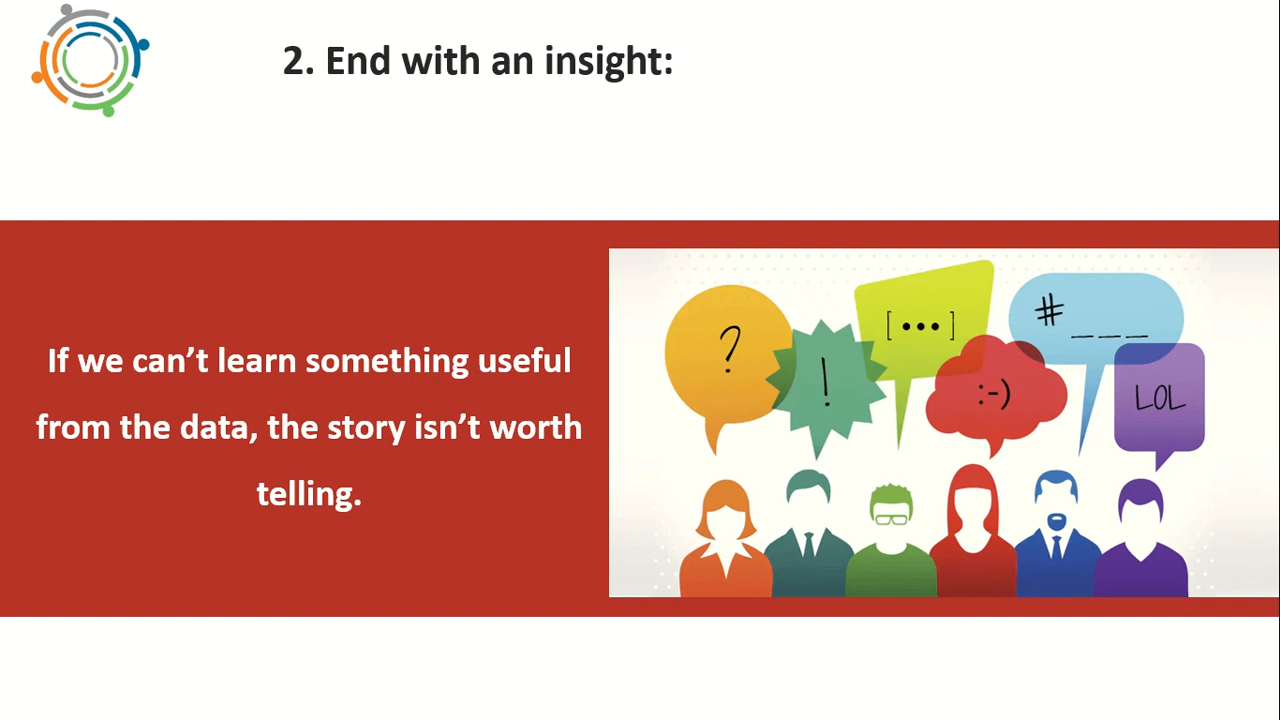 2. End with an insight:
If we can’t learn something useful
from the data, the story isn’t worth
telling.
?
!
[•••]
:-)
# _ _ _
LOL